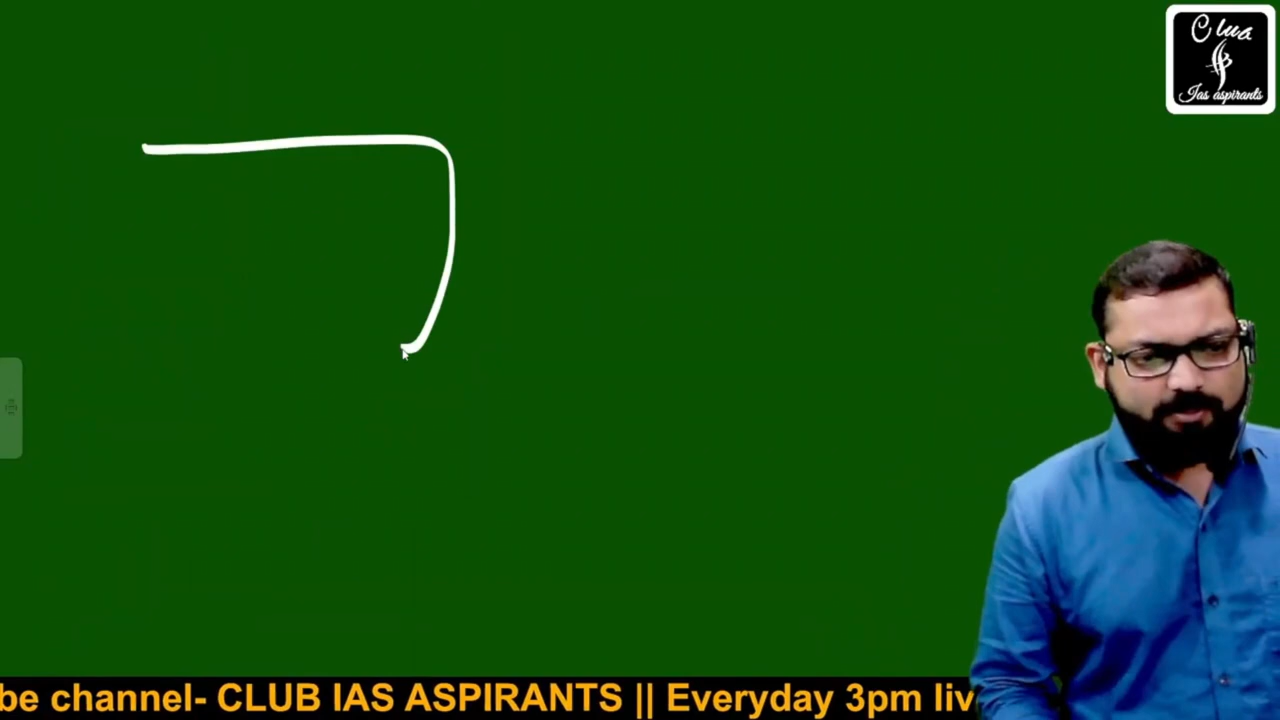 Club
Ias aspirants
be channel- CLUB IAS ASPIRANTS || Everyday 3pm liv